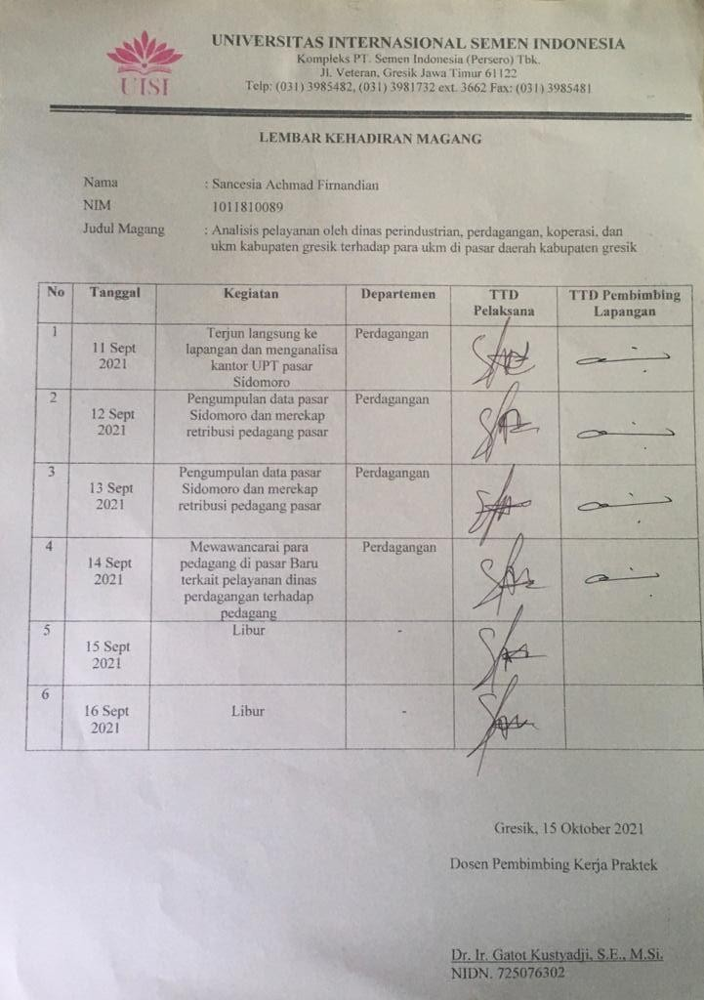 UISI
UNIVERSITAS INTERNASIONAL SEMEN INDONESIA
Kompleks PT. Semen Indonesia (Persero) Tbk.
Jl. Veteran, Gresik Jawa Timur 61122
Telp: (031) 3985482, (031) 3981732 ext. 3662 Fax: (031) 3985481
LEMBAR KEHADIRAN MAGANG
Nama : Sancesia Achmad Firnandian
NIM 1011810089
Judul Magang : Analisis pelayanan oleh dinas perindustrian, perdagangan, koperasi, dan
ukm kabupaten gresik terhadap para ukm di pasar daerah kabupaten gresik
No Tanggal Kegiatan Departemen TTD TTD Pembimbing
Pelaksana Lapangan
1 Terjun langsung ke Perdagangan
11 Sept lapangan dan menganalisa
2021 kantor UPT pasar
Sidomoro
2 Pengumpulan data pasar Perdagangan
12 Sept Sidomoro dan merekap
2021 retribusi pedagang pasar
3 Pengumpulan data pasar Perdagangan
13 Sept Sidomoro dan merekap
2021 retribusi pedagang pasar
4 Mewawancarai para Perdagangan
14 Sept pedagang di pasar Baru
2021 terkait pelayanan dinas
perdagangan terhadap
pedagang
5 Libur -
15 Sept
2021
6
16 Sept Libur -
2021
Gresik, 15 Oktober 2021
Dosen Pembimbing Kerja Praktek
Dr. Ir. Gatot Kustyadji, S.E., M.Si.
NIDN. 725076302